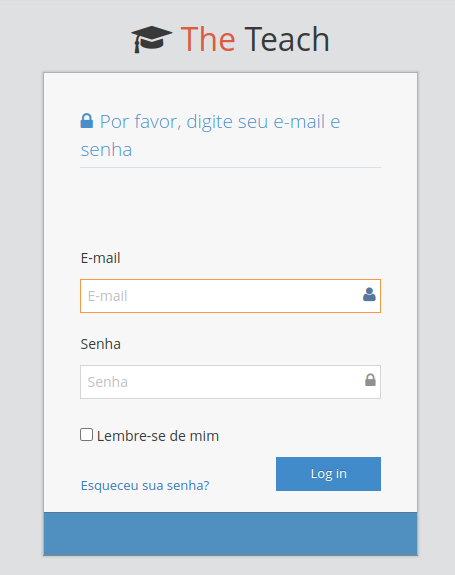 The Teach
Por favor, digite seu e-mail e
senha
E-mail
E-mail
Senha
Senha
Lembre-se de mim
Log in
Esqueceu sua senha?